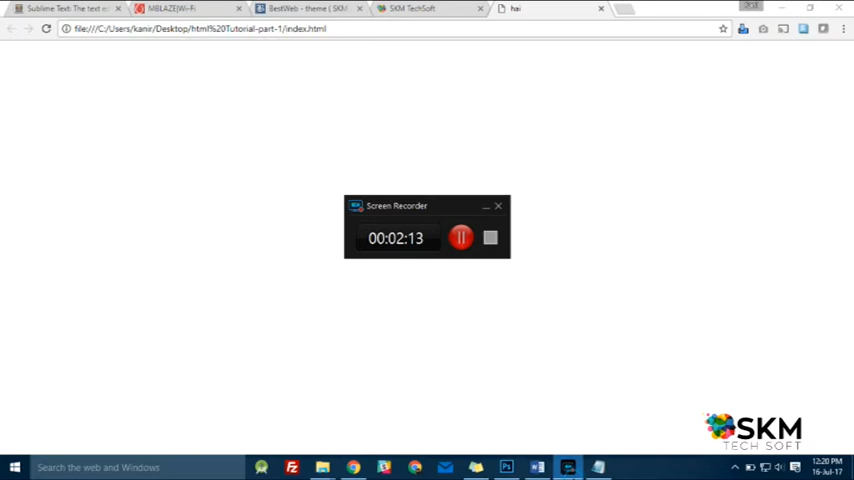 Sublime Text: The text ed
MBLAZE|Wi-Fi
BestWeb - theme ( SKM
SKM TechSoft
hai
file:///C:/Users/kanir/Desktop/html%20Tutorial-part-1/index.html
Screen Recorder
00:02:13
SKM
TECH SOFT
Search the web and Windows
12:20 PM
16-Jul-17